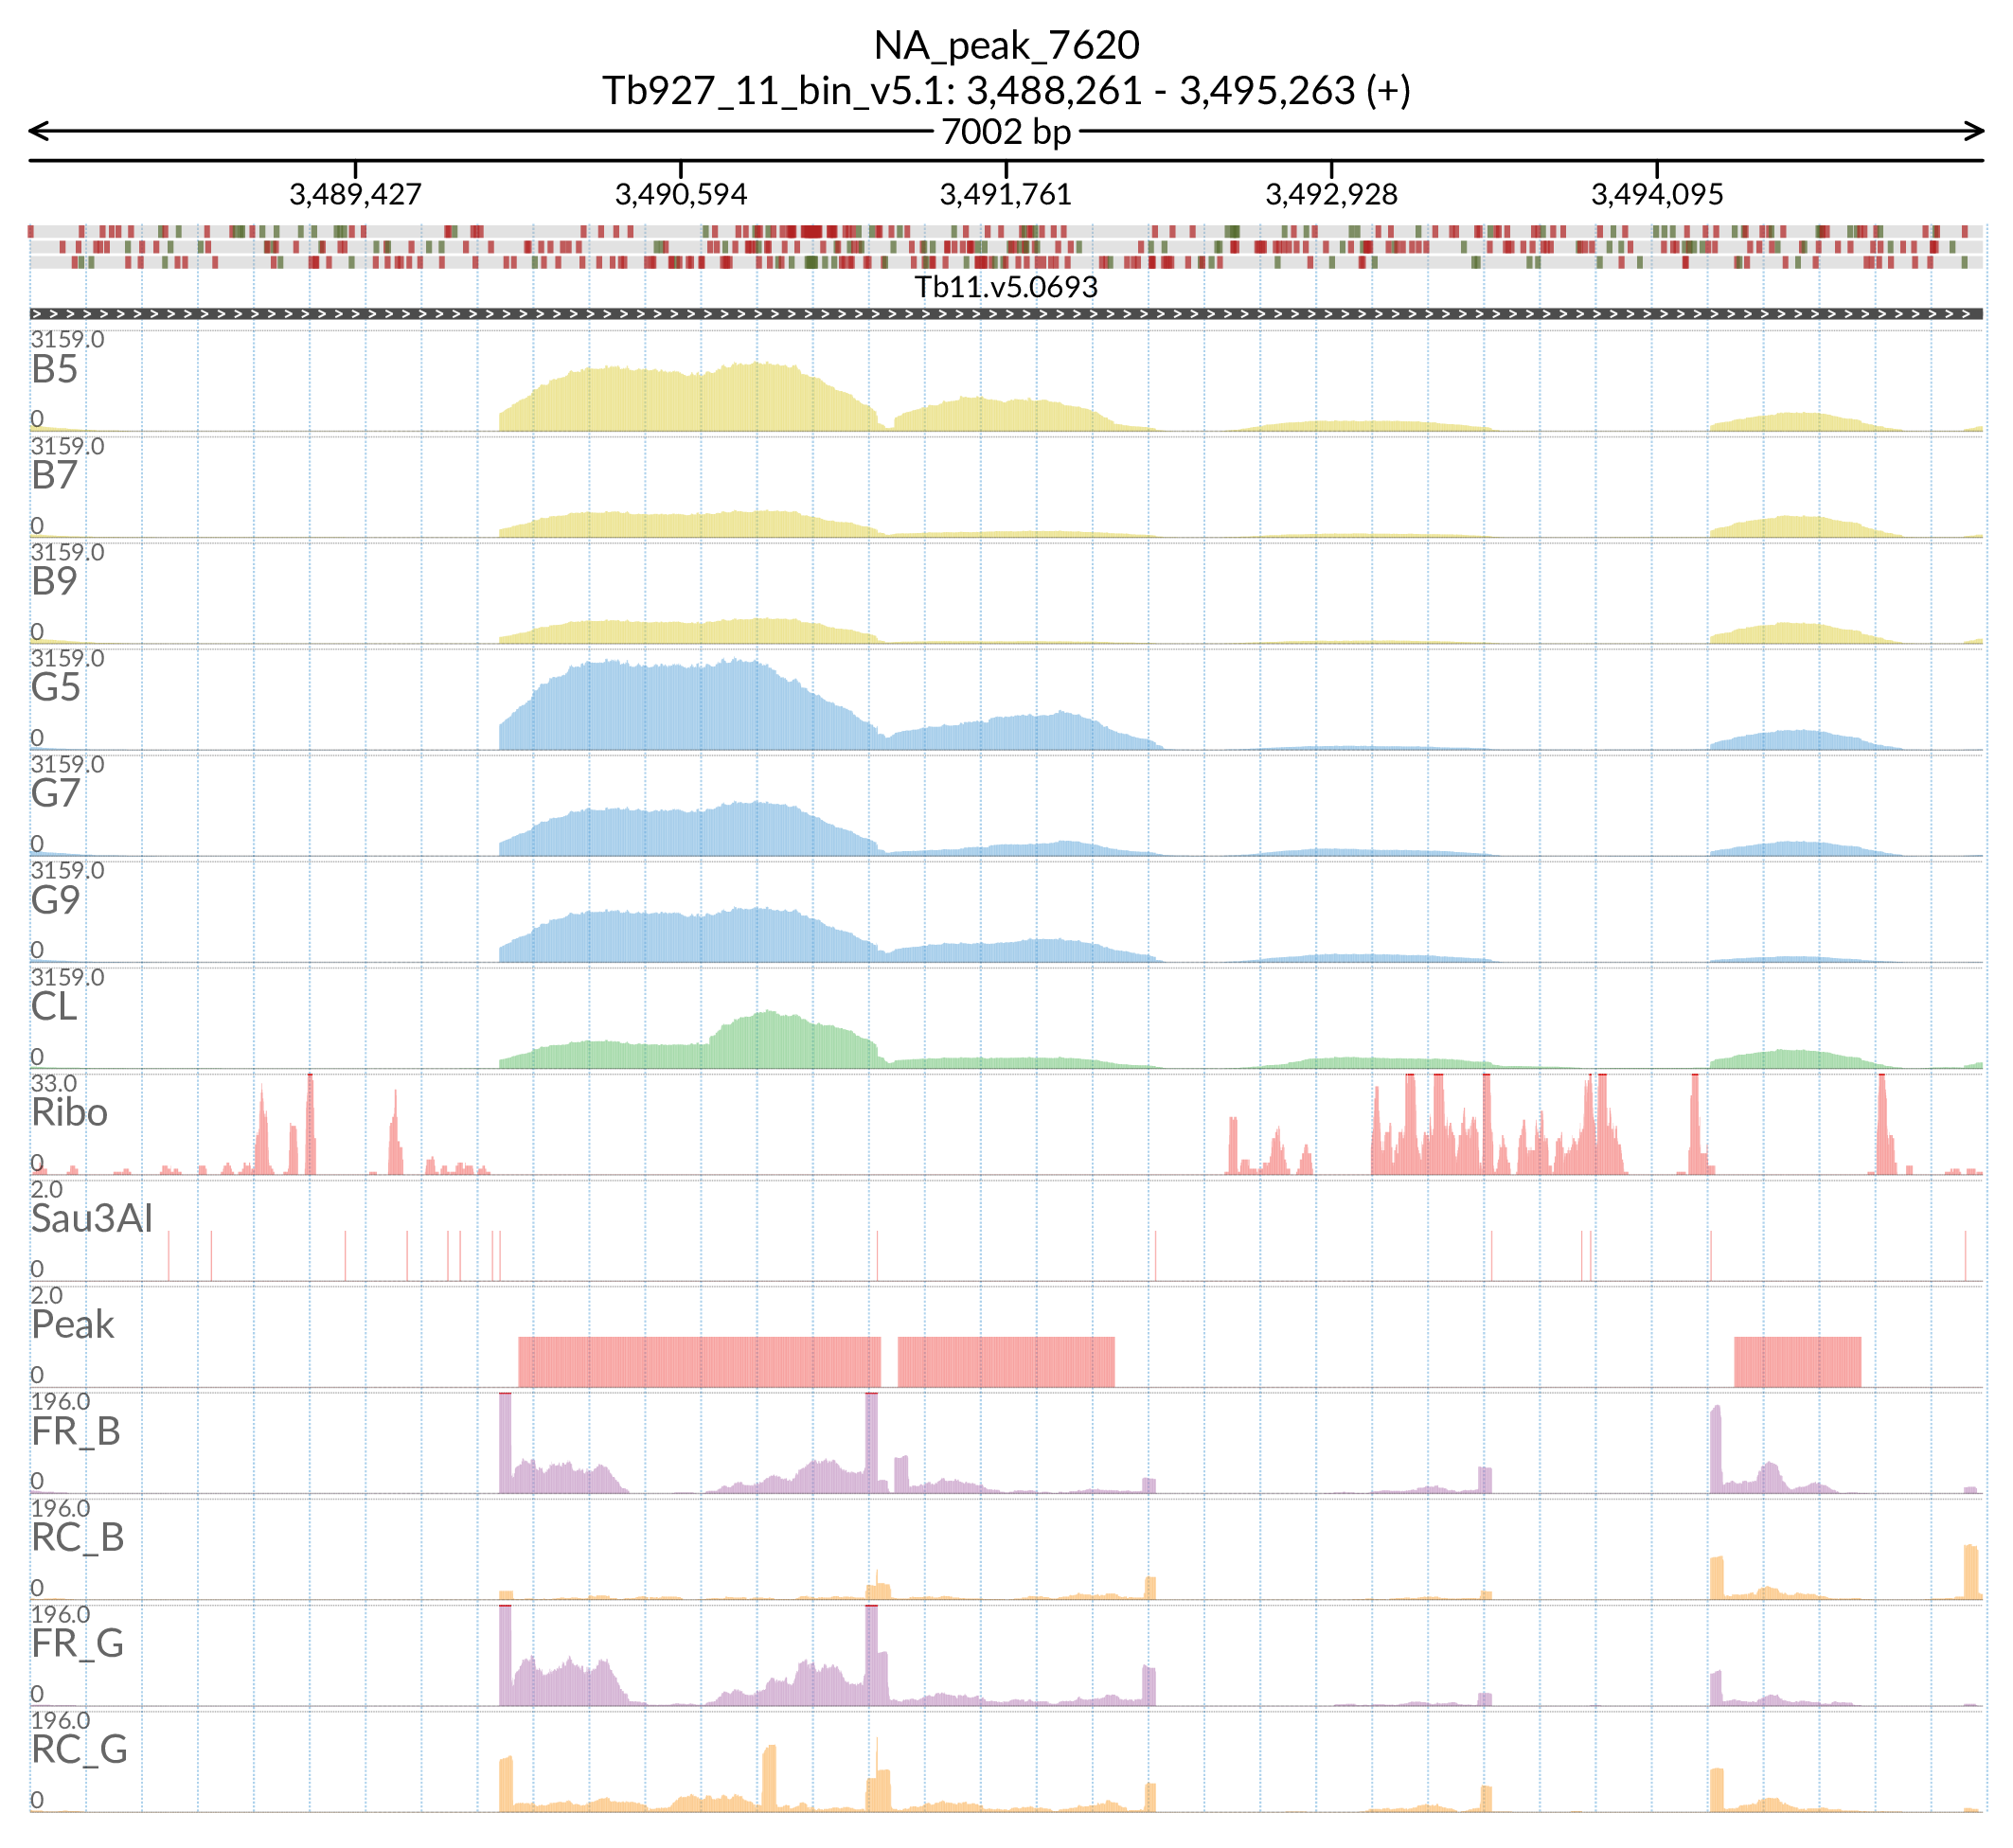 NA_peak_7620
Tb927_11_bin_v5.1: 3,488,261 - 3,495,263 (+)
7002 bp
3,489,427 3,490,594 3,491,761 3,492,928 3,494,095
Tb11.v5.0693
3159.0
B5
0
3159.0
B7
0
3159.0
B9
0
3159.0
G5
0
3159.0
G7
0
3159.0
G9
0
3159.0
CL
0
33.0
Ribo
0
2.0
Sau3AI
0
2.0
Peak
0
196.0
FR_B
0
196.0
RC_B
0
196.0
FR_G
0
196.0
RC_G
0